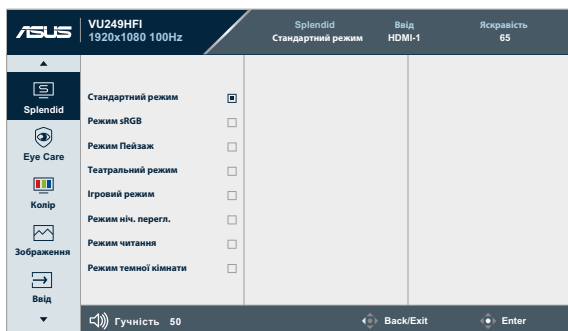 ASUS
VU249HFI
1920x1080 100Hz
Splendid
Стандартний режим
Ввід
HDMI-1
Яскравість
65
Splendid
Eye Care
Колір
Зображення
Ввід
Стандартний режим
Режим sRGB
Режим Пейзаж
Театральний режим
Ігровий режим
Режим ніч. перегл.
Режим читання
Режим темної кімнати
Гучність 50
Back/Exit
Enter